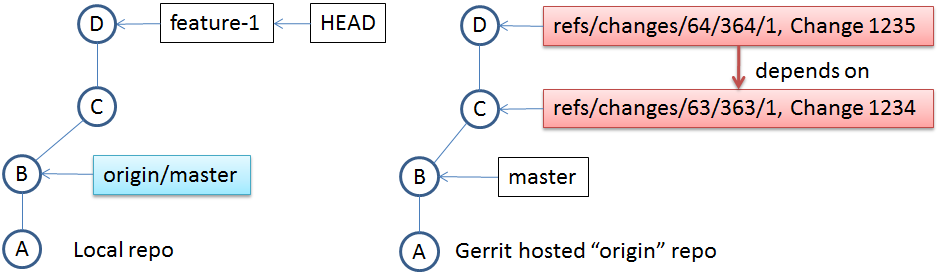 D
feature-1
HEAD
C
B
origin/master
A
Local repo
D
refs/changes/64/364/1, Change 1235
depends on
C
refs/changes/63/363/1, Change 1234
B
master
A
Gerrit hosted “origin” repo